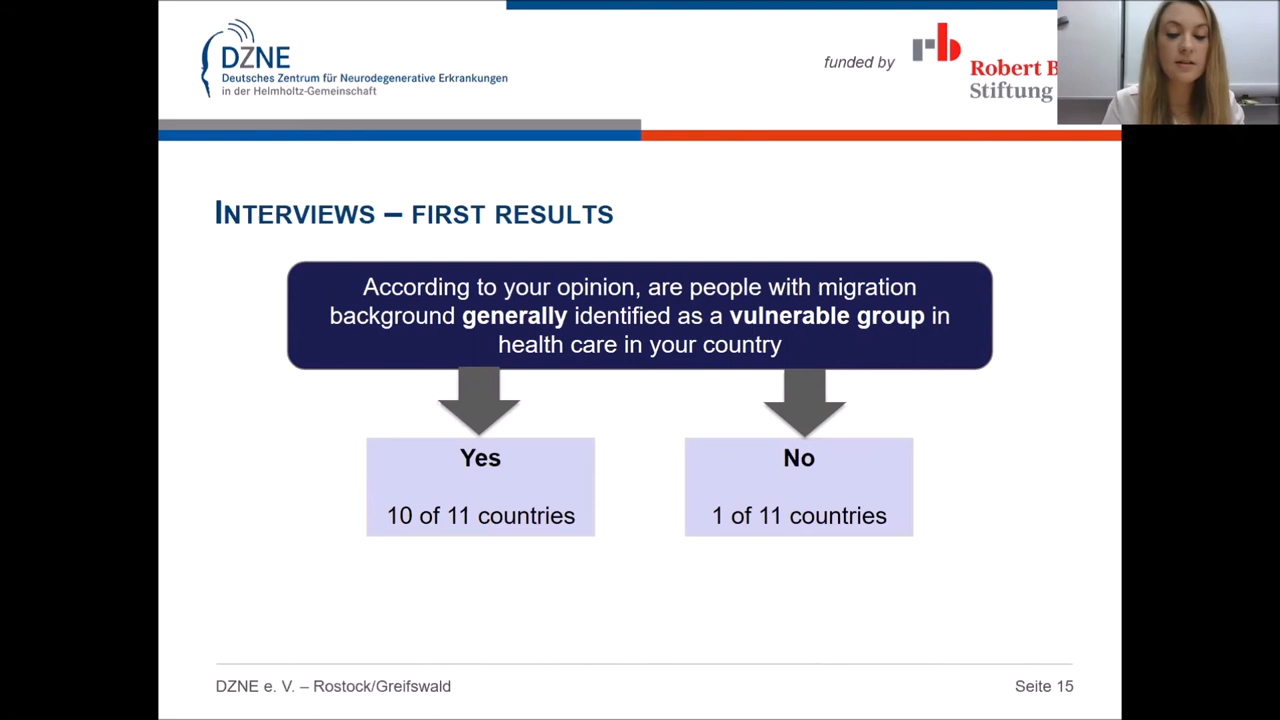 DZNE
Deutsches Zentrum für Neurodegenerative Erkrankungen
in der Helmholtz-Gemeinschaft
funded by
rb
Robert B
Stiftung
INTERVIEWS – FIRST RESULTS
According to your opinion, are people with migration
background generally identified as a vulnerable group in
health care in your country
Yes
10 of 11 countries
No
1 of 11 countries
DZNE e. V. – Rostock/Greifswald
Seite 15